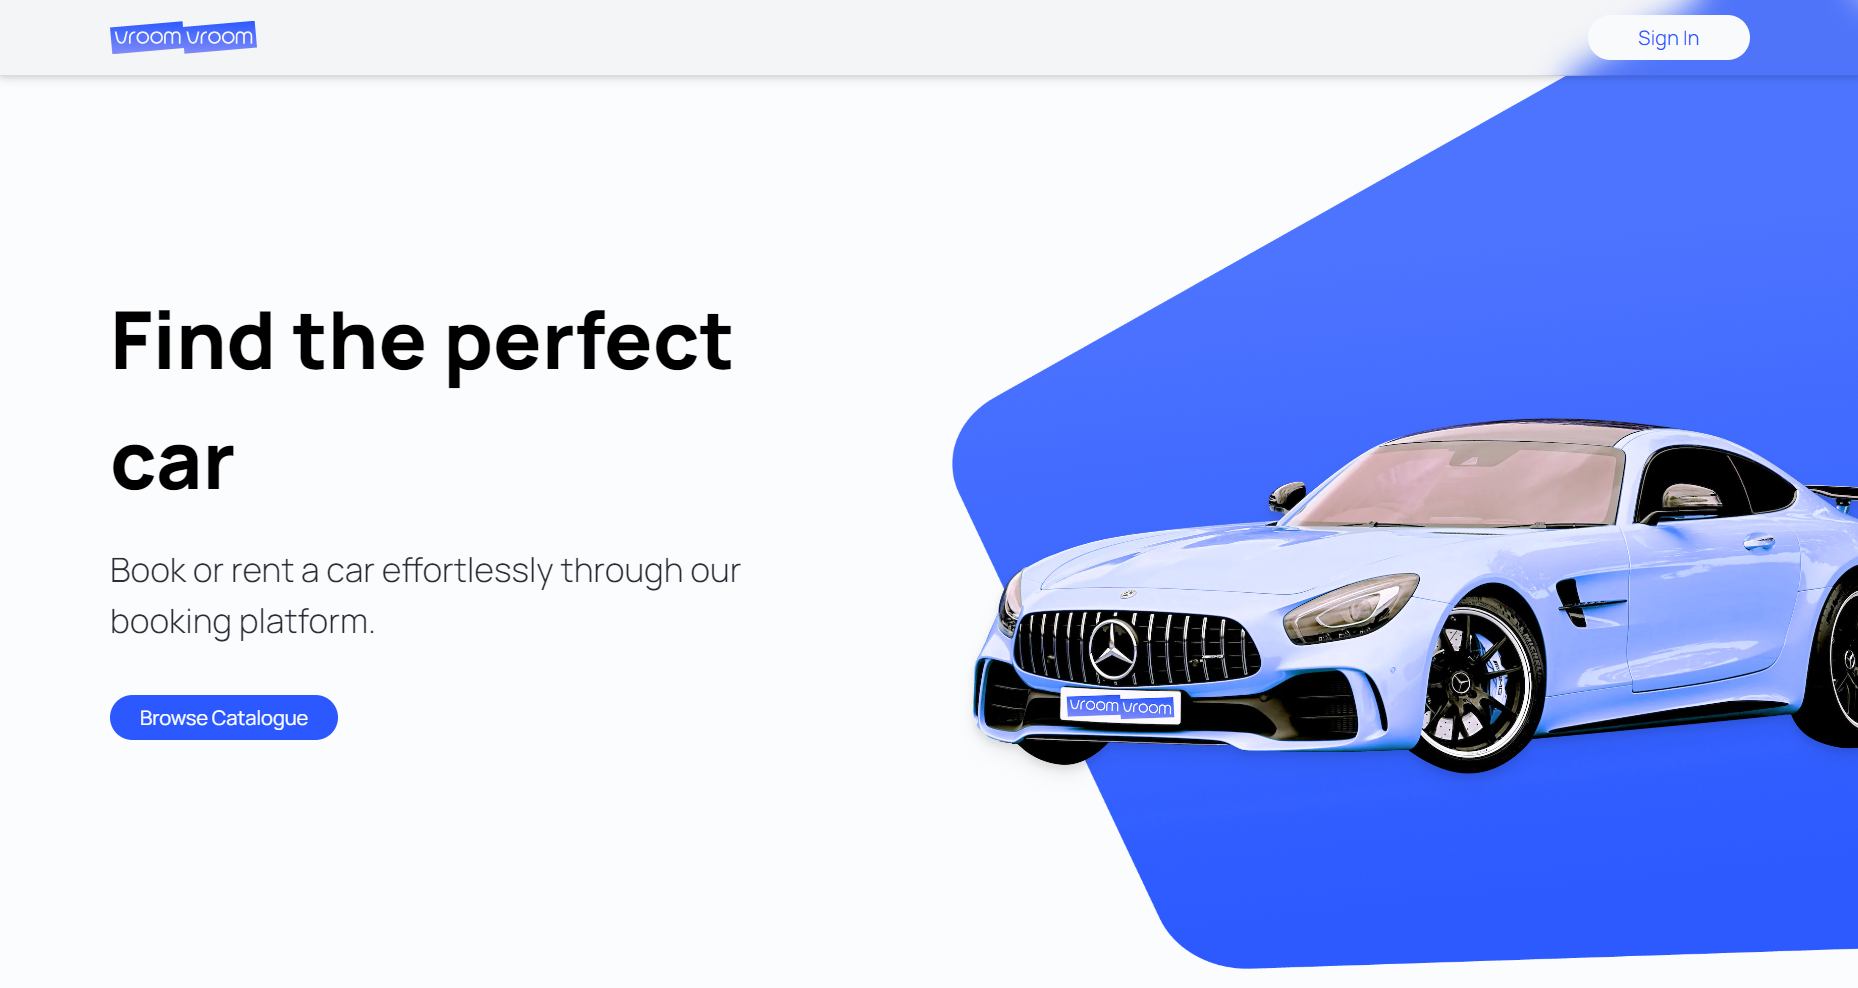 vroom vroom
Sign In
Find the perfect
car
Book or rent a car effortlessly through our
booking platform.
Browse Catalogue
vroom vroom